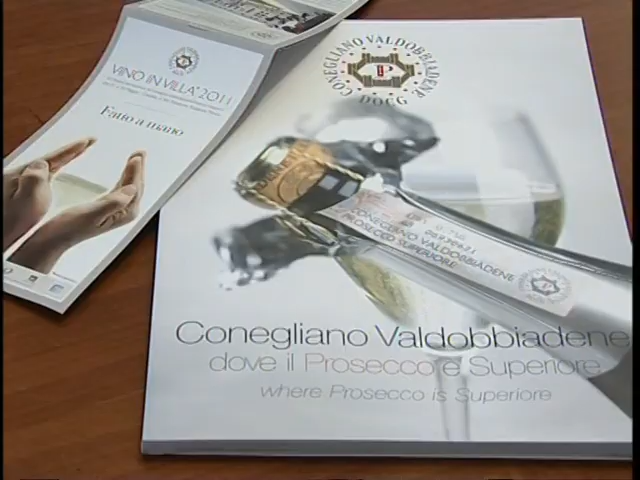 VINO IN VILLA 2011
Fatto a mano
CONEGLIANO VALDOBBIADENE
DOCG
CONEGLIANO VALDOBBIADENE
PROSECCO SUPERIORE
Conegliano Valdobbiadene
dove il Prosecco è Superiore
where Prosecco is Superiore